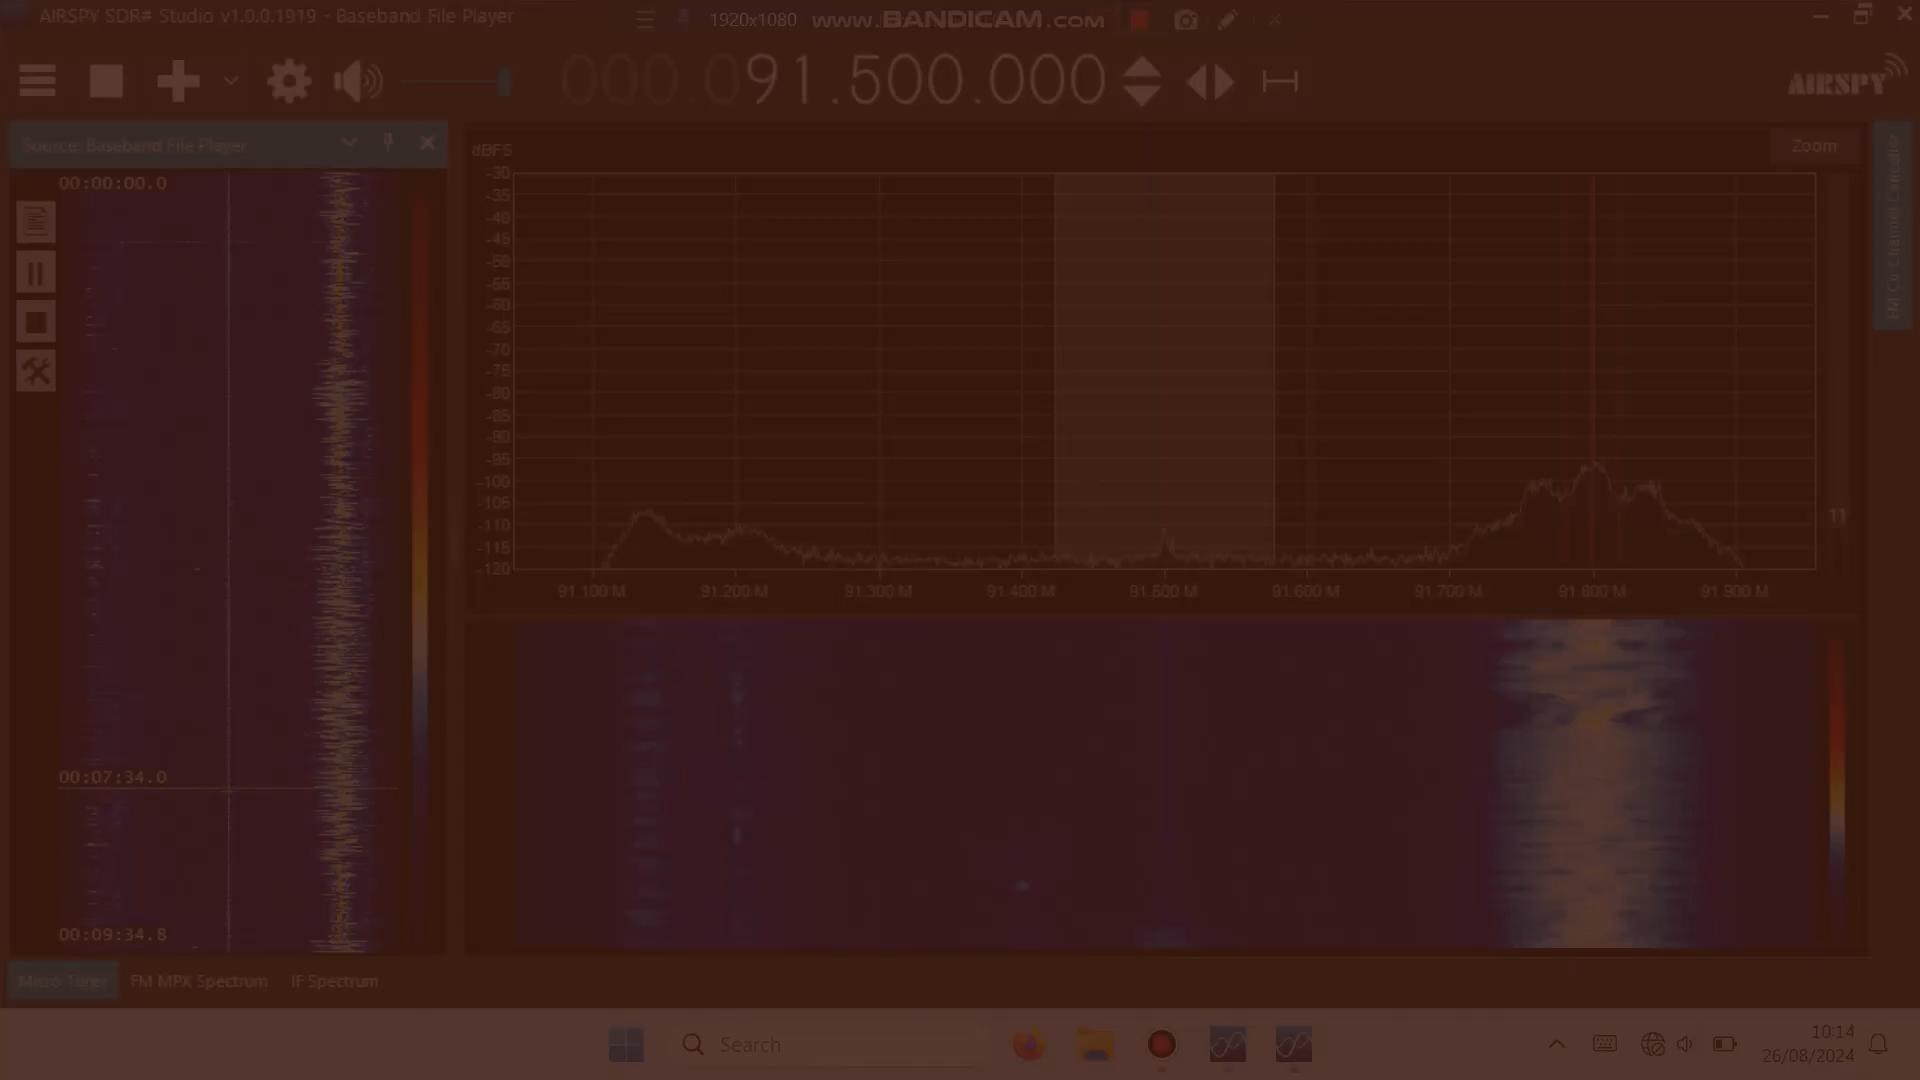 AIRSPY SDR# Studio v1.0.0.1919 - Baseband File Player
1920x1080
www.BANDICAM.com
000.091.500.000
AIRSPY
Source: Baseband File Player
00:00:00.0
00:07:34.0
00:09:34.8
dBFS
Zoom
-30
-35
-40
-45
-50
-55
-60
-65
-70
-75
-80
-85
-90
-95
-100
-105
-110
-115
-120
11
91.100 M
91.200 M
91.300 M
91.400 M
91.500 M
91.600 M
91.700 M
91.800 M
91.900 M
FM Co-Channel Canceller
Micro Tuner
FM MPX Spectrum
IF Spectrum
Search
10:14
26/08/2024